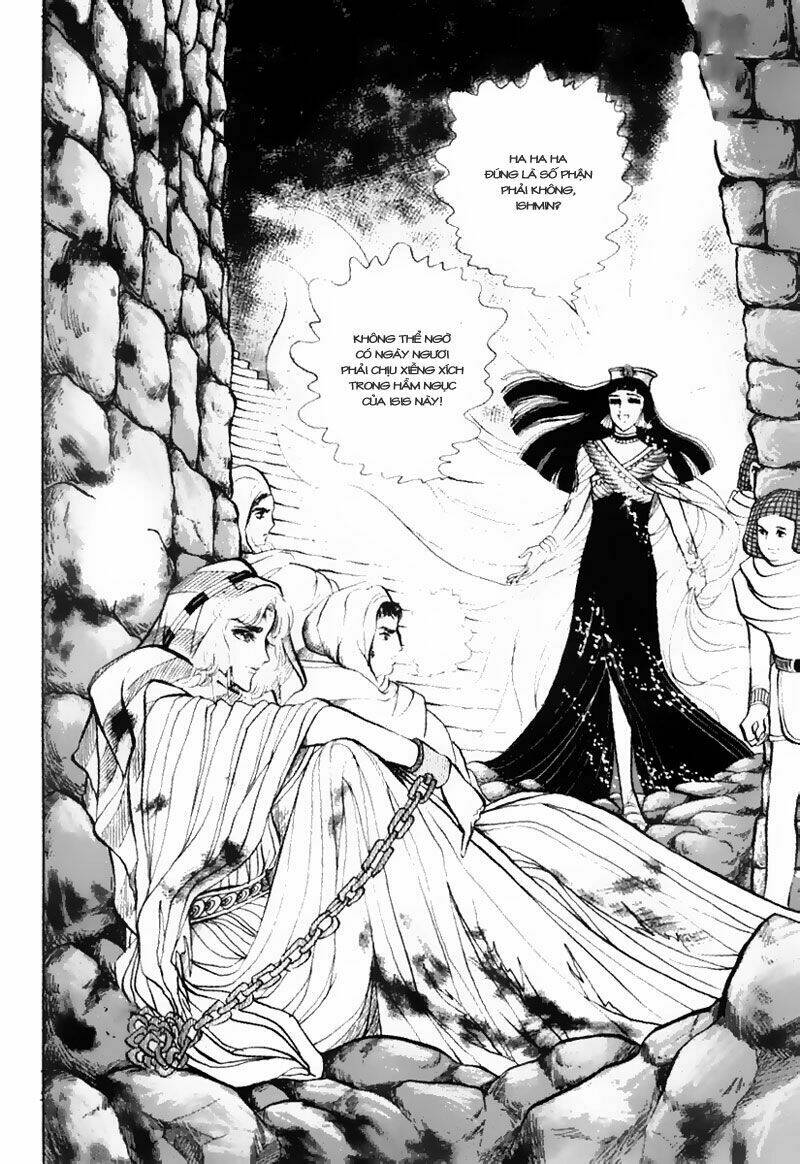 HA HA HA
ĐÚNG LÀ SỐ PHẬN
PHẢI KHÔNG,
ISHMIN?
KHÔNG THỂ NGỜ
CÓ NGÀY NGƯƠI
PHẢI CHỊU XIỀNG XÍCH
TRONG HẦM NGỤC
CỦA ISIS NÀY!